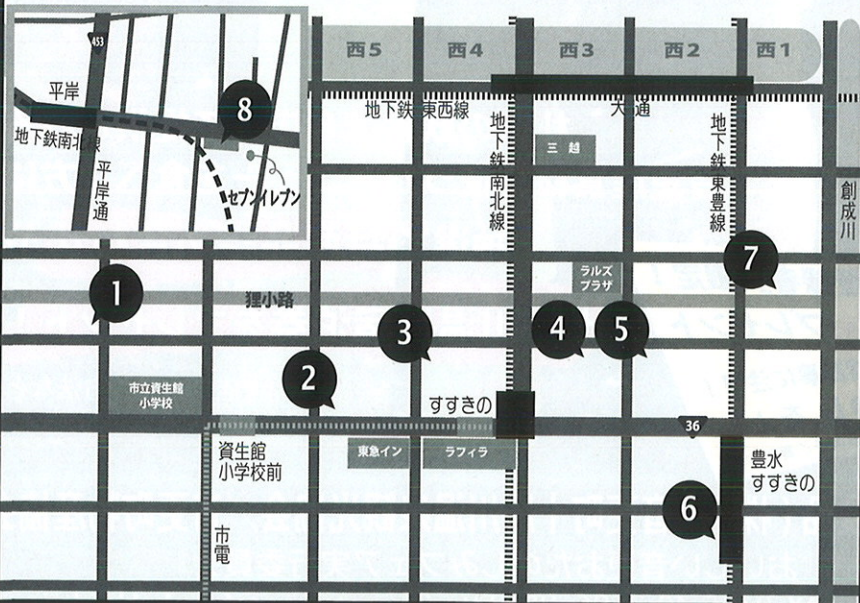 453
平岸
8
地下鉄南北線
平岸通
セブンイレブン
西5
西4
西3
西2
西1
地下鉄東西線
大通
地下鉄南北線
三越
地下鉄東豊線
創成川
7
ラルズ
プラザ
1
狸小路
3
4
5
2
市立資生館
小学校
すすきの
36
資生館
小学校前
東急イン
ラフィラ
豊水
すすきの
6
市電